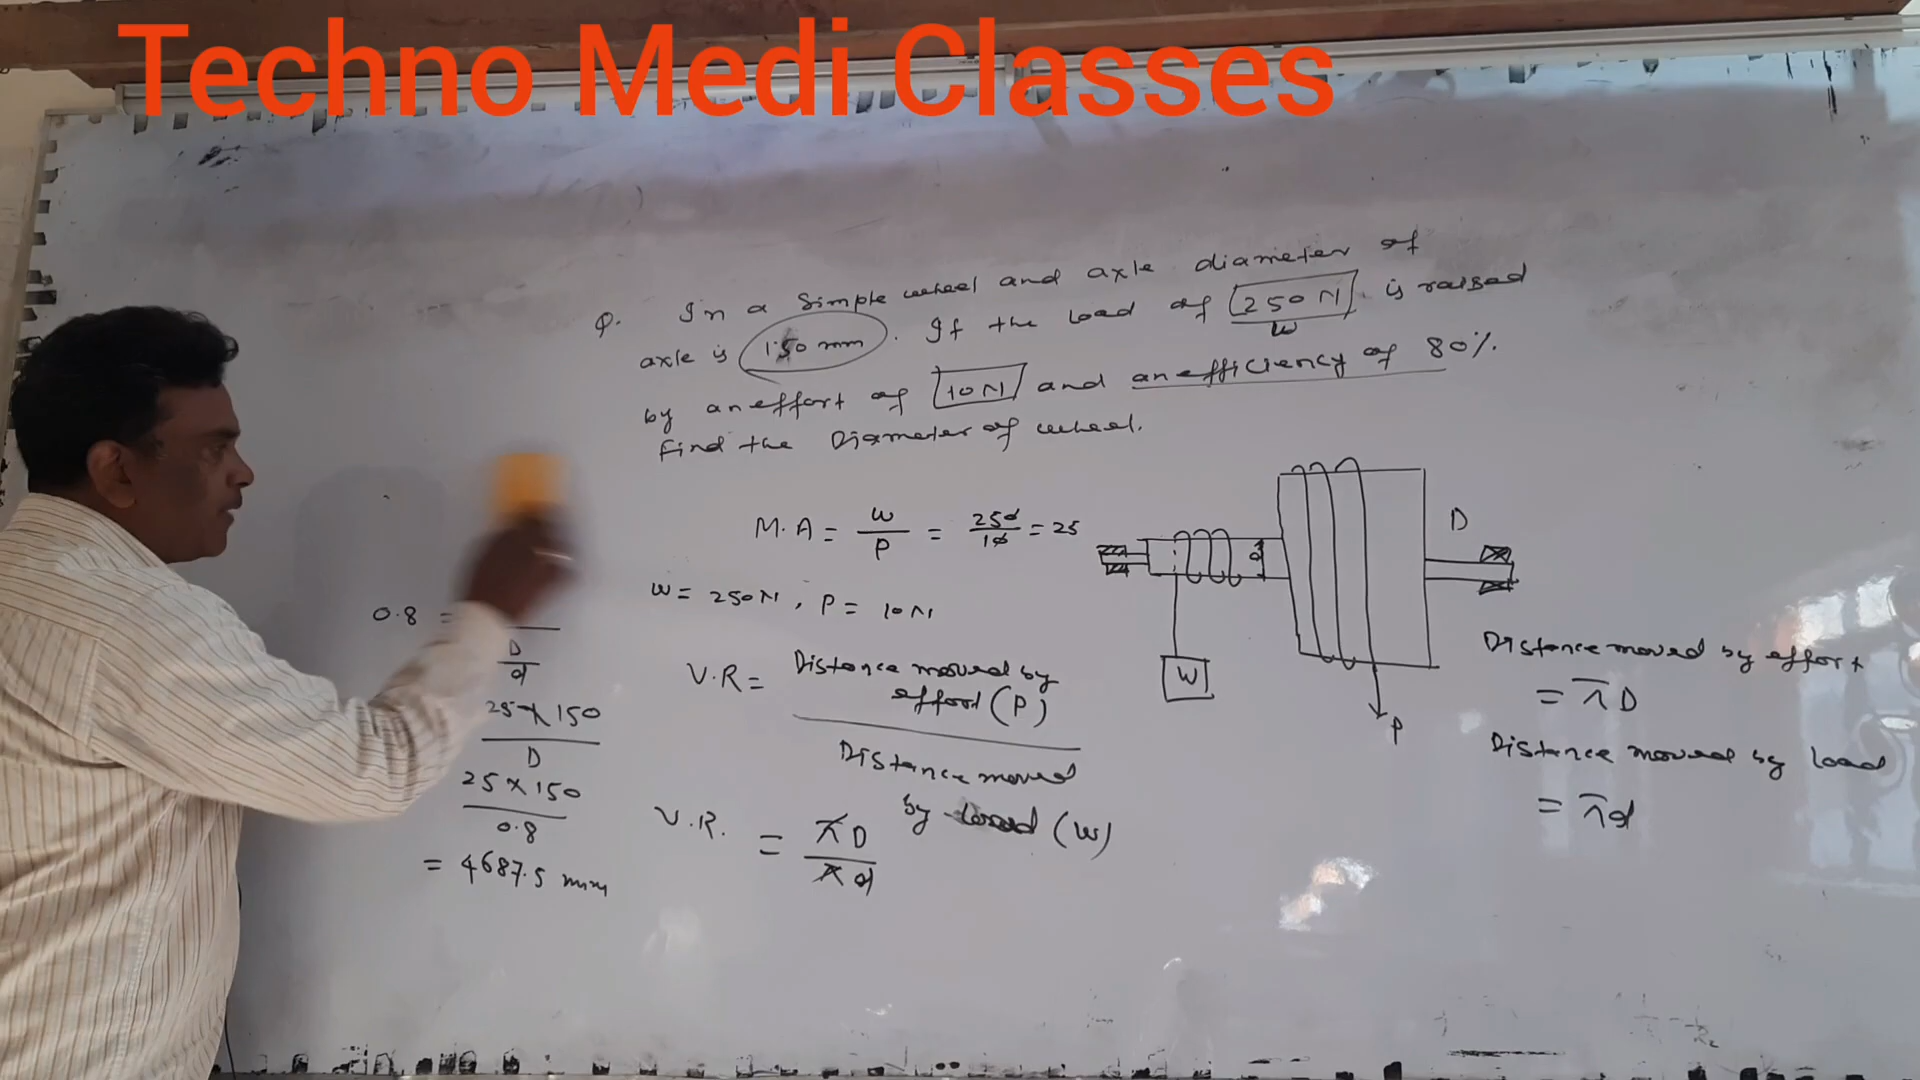 Techno Medi Classes
Q. In a Simple wheel and axle diameter of
axle is 150 mm. If the load of 250 N is raised
W
by an effort of 10 N and an efficiency of 80%.
Find the Diameter of wheel.
M.A = W/P = 250/10 = 25
W = 250 N, P = 10 N
V.R = Distance moved by
effort (P)
Distance moved
by load (W)
V.R. = πD/πd
0.8 =
D/d
25 x 150
D
25 x 150
0.8
= 4687.5 mm
d
D
W
P
Distance moved by effort
= πD
Distance moved by load
= πd